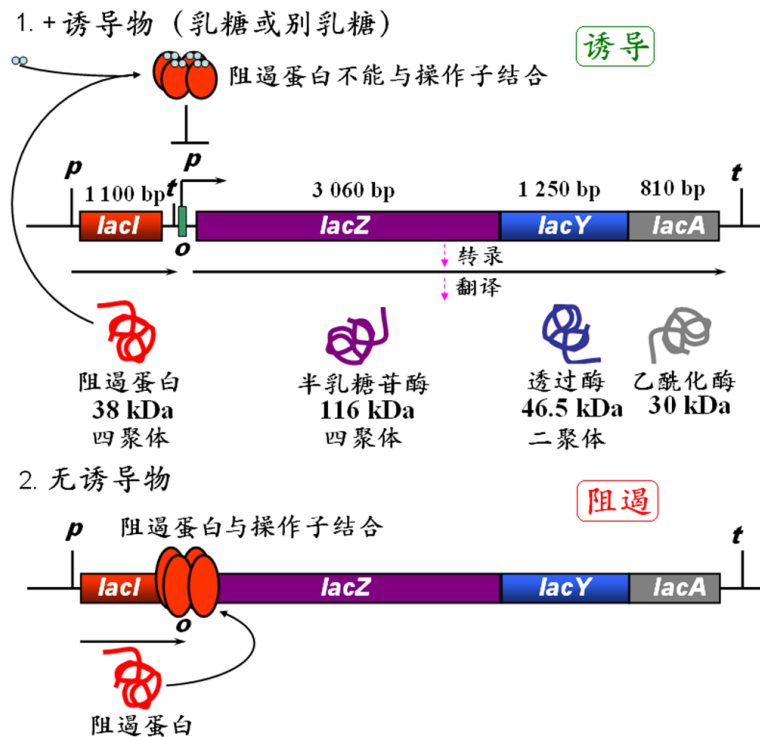 1. +诱导物（乳糖或别乳糖）
诱导
阻遏蛋白不能与操作子结合
p
p
1 100 bp
t
3 060 bp
1 250 bp
810 bp
t
lacI
lacZ
lacY
lacA
o
转录
翻译
阻遏蛋白
38 kDa
四聚体
半乳糖苷酶
116 kDa
四聚体
透过酶
46.5 kDa
二聚体
乙酰化酶
30 kDa
2. 无诱导物
阻遏
阻遏蛋白与操作子结合
p
t
lacI
lacZ
lacY
lacA
o
阻遏蛋白